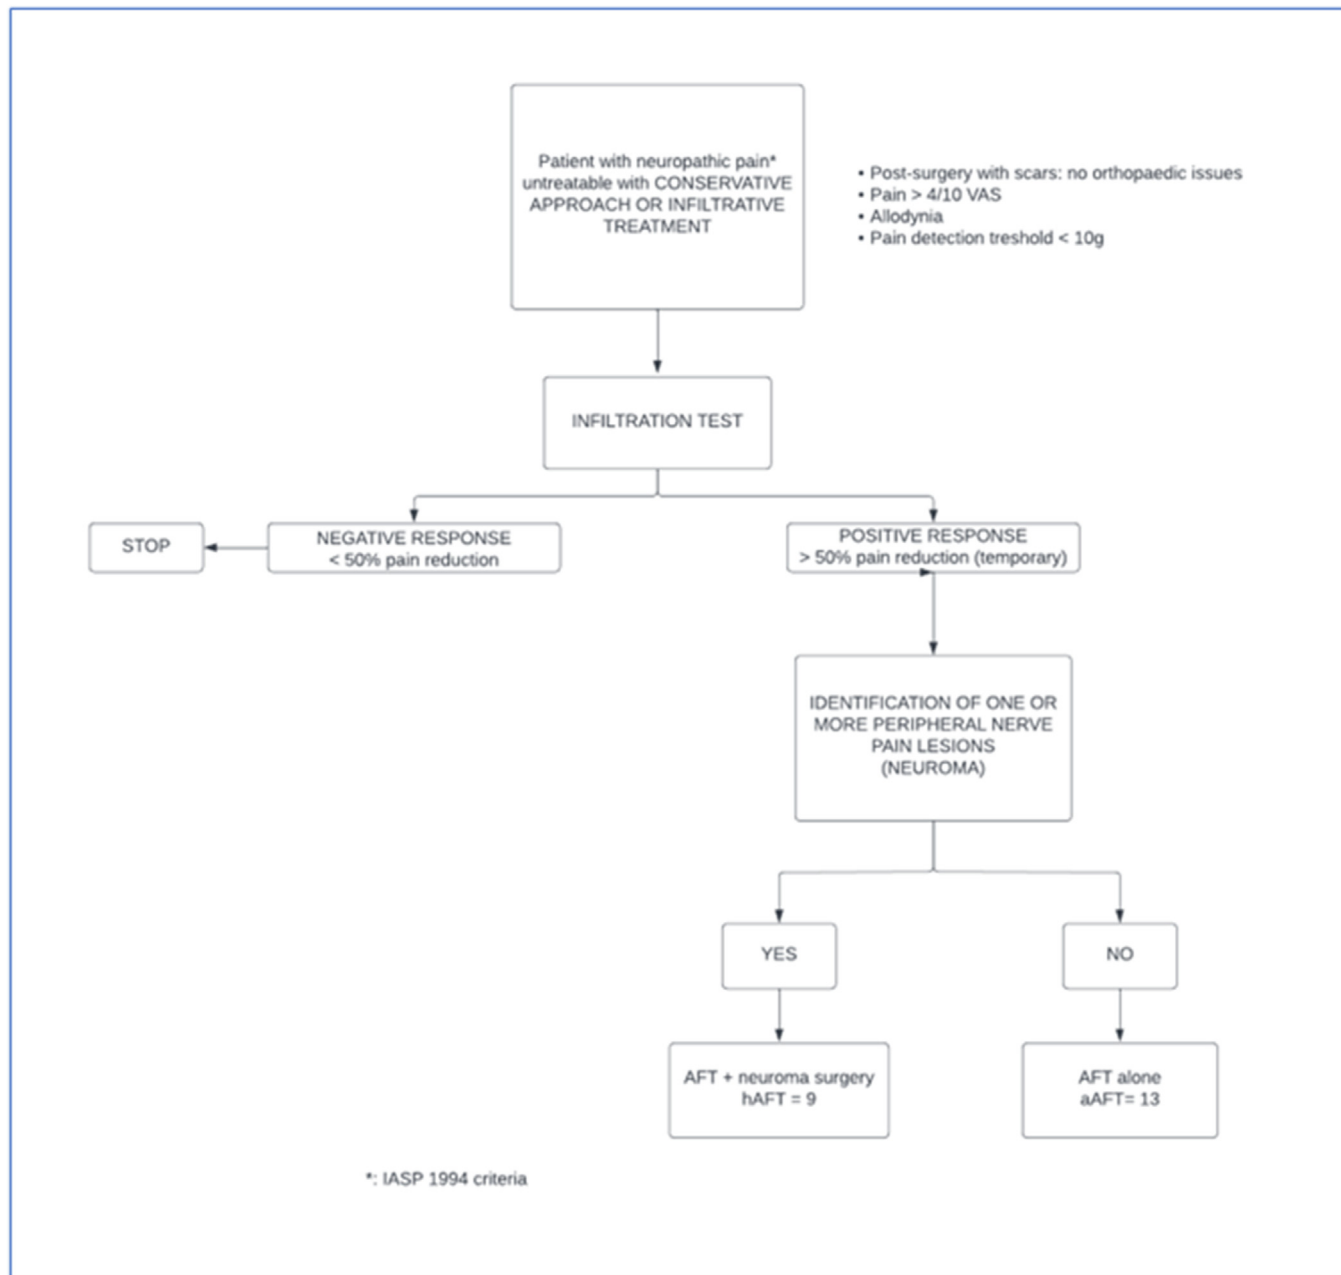 Patient with neuropathic pain*
untreatable with CONSERVATIVE
APPROACH OR INFILTRATIVE
TREATMENT
• Post-surgery with scars: no orthopaedic issues
• Pain > 4/10 VAS
• Allodynia
• Pain detection treshold < 10g
INFILTRATION TEST
STOP
NEGATIVE RESPONSE
< 50% pain reduction
POSITIVE RESPONSE
> 50% pain reduction (temporary)
IDENTIFICATION OF ONE OR
MORE PERIPHERAL NERVE
PAIN LESIONS
(NEUROMA)
YES
NO
AFT + neuroma surgery
hAFT = 9
AFT alone
aAFT= 13
*: IASP 1994 criteria